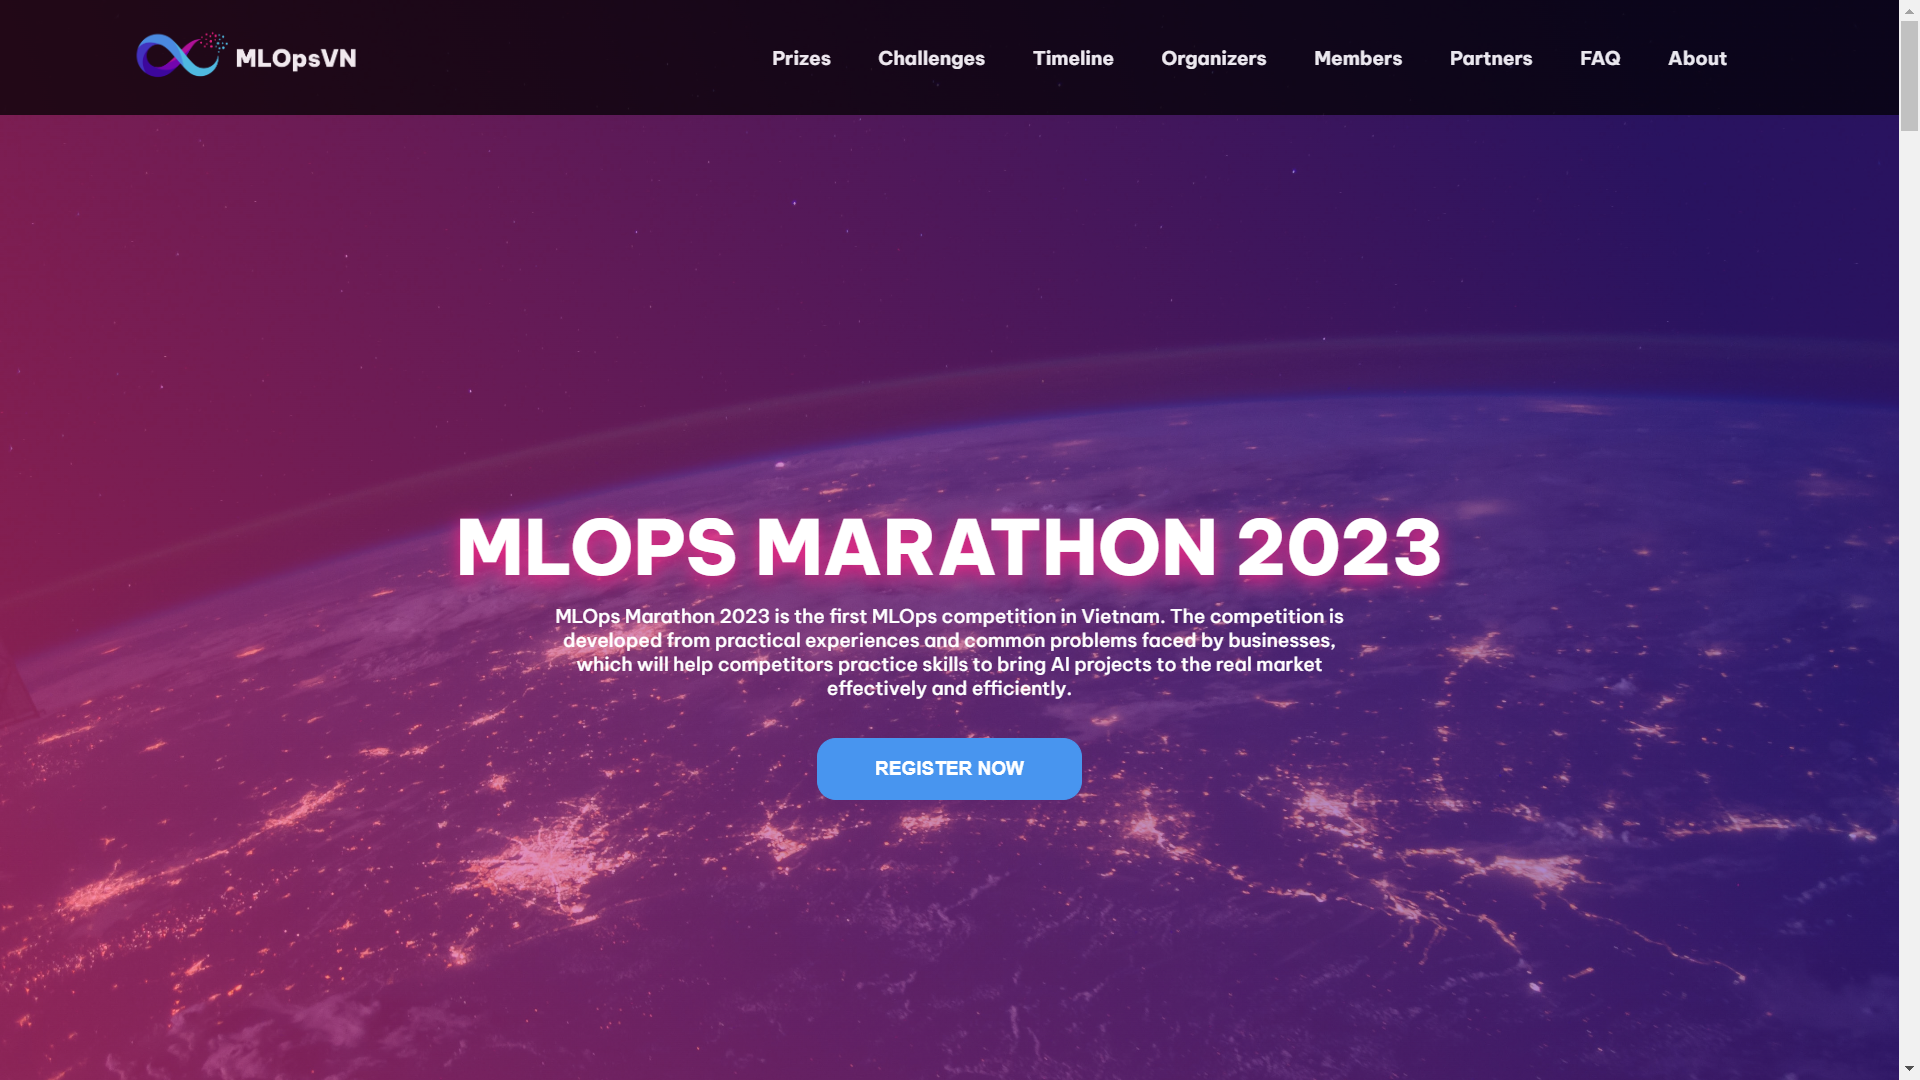 MLOpsVN
Prizes
Challenges
Timeline
Organizers
Members
Partners
FAQ
About
MLOPS MARATHON 2023
MLOps Marathon 2023 is the first MLOps competition in Vietnam. The competition is
developed from practical experiences and common problems faced by businesses,
which will help competitors practice skills to bring AI projects to the real market
effectively and efficiently.
REGISTER NOW